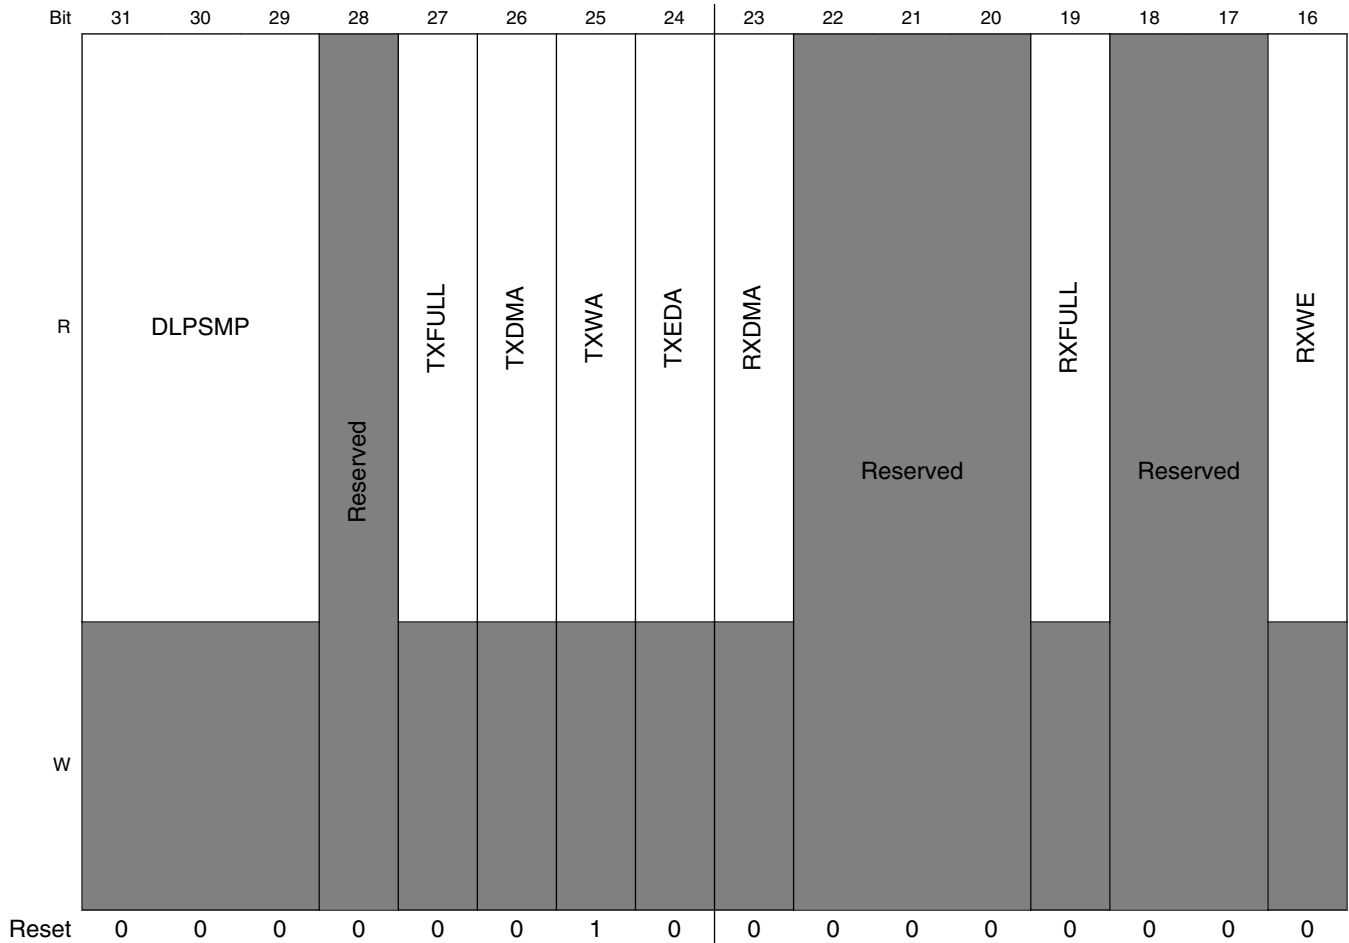 Bit 31 30 29 28 27 26 25 24 23 22 21 20 19 18 17 16
R DLPSMP Reserved TXFULL TXDMA TXWA TXEDA RXDMA Reserved RXFULL Reserved RXWE
W
Reset 0 0 0 0 0 0 1 0 0 0 0 0 0 0 0 0